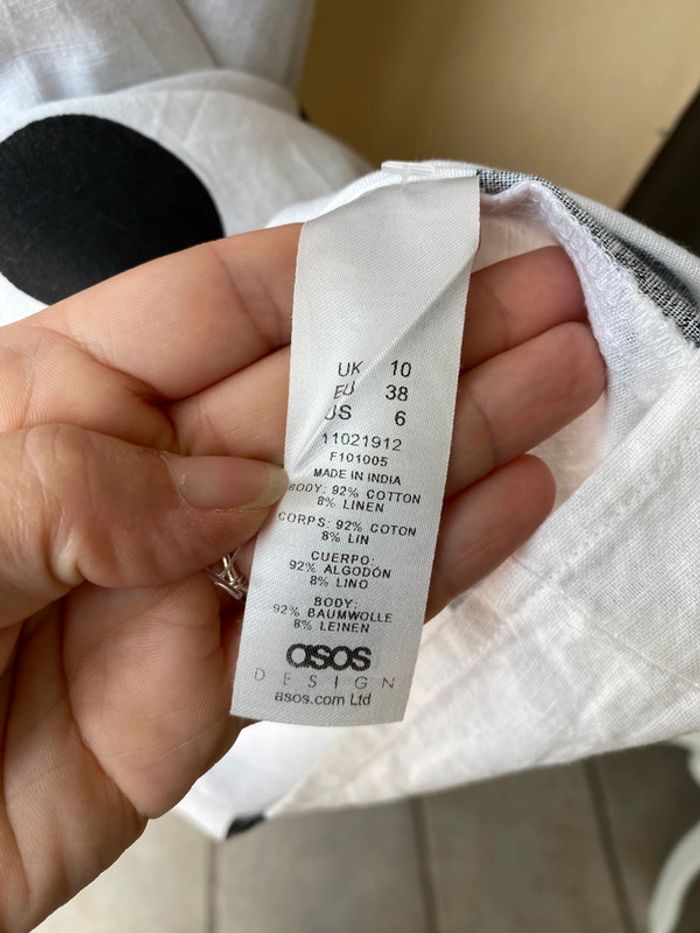 UK 10
EU 38
US 6
11021912
F101005
MADE IN INDIA
BODY: 92% COTTON
8% LINEN
CORPS: 92% COTON
8% LIN
CUERPO:
92% ALGODÓN
8% LINO
BODY:
92% BAUMWOLLE
8% LEINEN
asos
DESIGN
asos.com Ltd